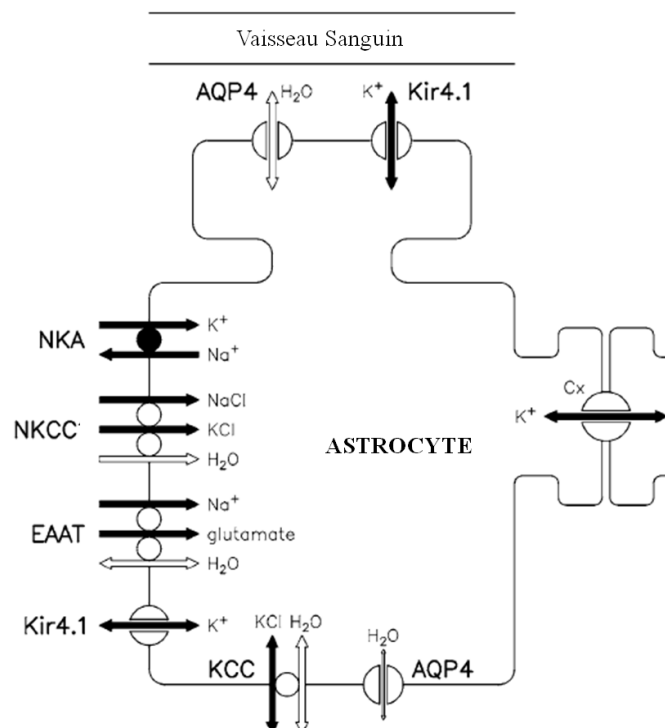 Vaisseau Sanguin
AQP4 H₂O K⁺ Kir4.1
NKA K⁺
Na⁺
NaCl
NKCC KCl
H₂O
Cx
K⁺
ASTROCYTE
Na⁺
EAAT glutamate
H₂O
Kir4.1 K⁺
KCl H₂O H₂O
KCC AQP4